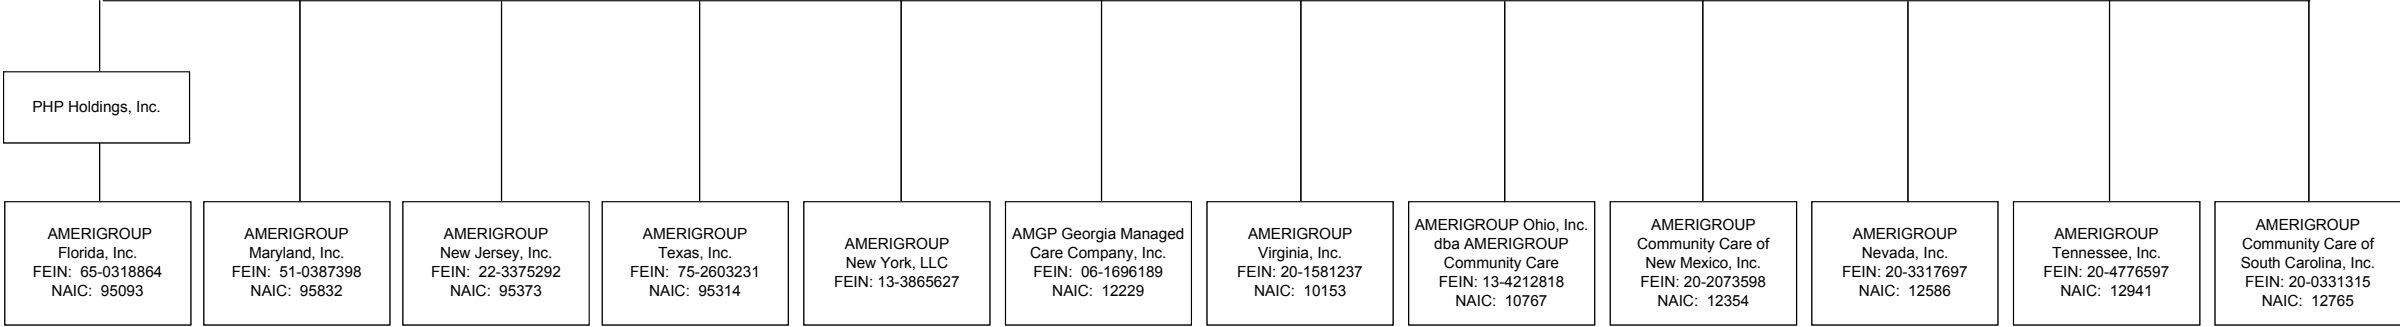 PHP Holdings, Inc.
AMERIGROUP
Florida, Inc.
FEIN:  65-0318864
NAIC:  95093
AMERIGROUP
Maryland, Inc.
FEIN:  51-0387398
NAIC:  95832
AMERIGROUP
New Jersey, Inc.
FEIN:  22-3375292
NAIC:  95373
AMERIGROUP
Texas, Inc.
FEIN:  75-2603231
NAIC:  95314
AMERIGROUP
New York, LLC
FEIN: 13-3865627
AMGP Georgia Managed
Care Company, Inc.
FEIN:  06-1696189
NAIC:  12229
AMERIGROUP
Virginia, Inc.
FEIN: 20-1581237
NAIC:  10153
AMERIGROUP Ohio, Inc.
dba AMERIGROUP
Community Care
FEIN: 13-4212818
NAIC:  10767
AMERIGROUP
Community Care of
New Mexico, Inc.
FEIN: 20-2073598
NAIC:  12354
AMERIGROUP
Nevada, Inc.
FEIN: 20-3317697
NAIC:  12586
AMERIGROUP
Tennessee, Inc.
FEIN: 20-4776597
NAIC:  12941
AMERIGROUP
Community Care of
South Carolina, Inc.
FEIN: 20-0331315
NAIC:  12765